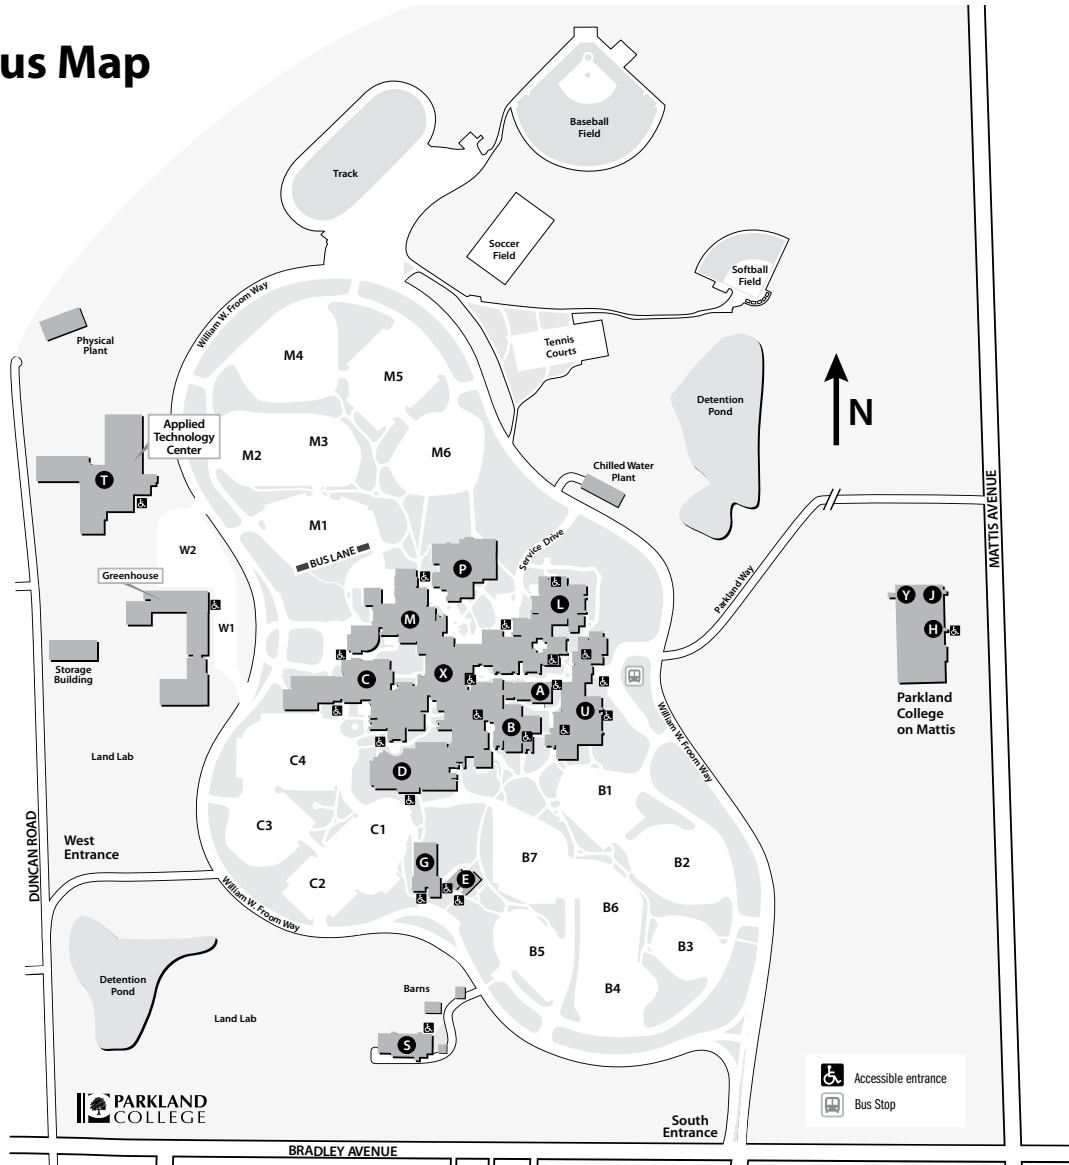 us Map
Baseball
Field
Track
Soccer
Field
Softball
Field
William W. Froom Way
Physical
Plant
Tennis
Courts
M4
M5
Detention
Pond
N
Applied
Technology
Center
M3
M2
M6
T
Chilled Water
Plant
MATTIS AVENUE
M1
BUS LANE
W2
Service Drive
P
Greenhouse
Parkland Way
L
Y
J
M
W1
H
Storage
Building
X
C
A
Parkland
College
on Mattis
U
B
William W. Froom Way
Land Lab
C4
D
B1
C3
C1
DUNCAN ROAD
West
Entrance
B7
G
B2
E
C2
William W. Froom Way
B6
B5
B3
Detention
Pond
Barns
B4
Land Lab
S
Accessible entrance
Bus Stop
PARKLAND
COLLEGE
South
Entrance
BRADLEY AVENUE